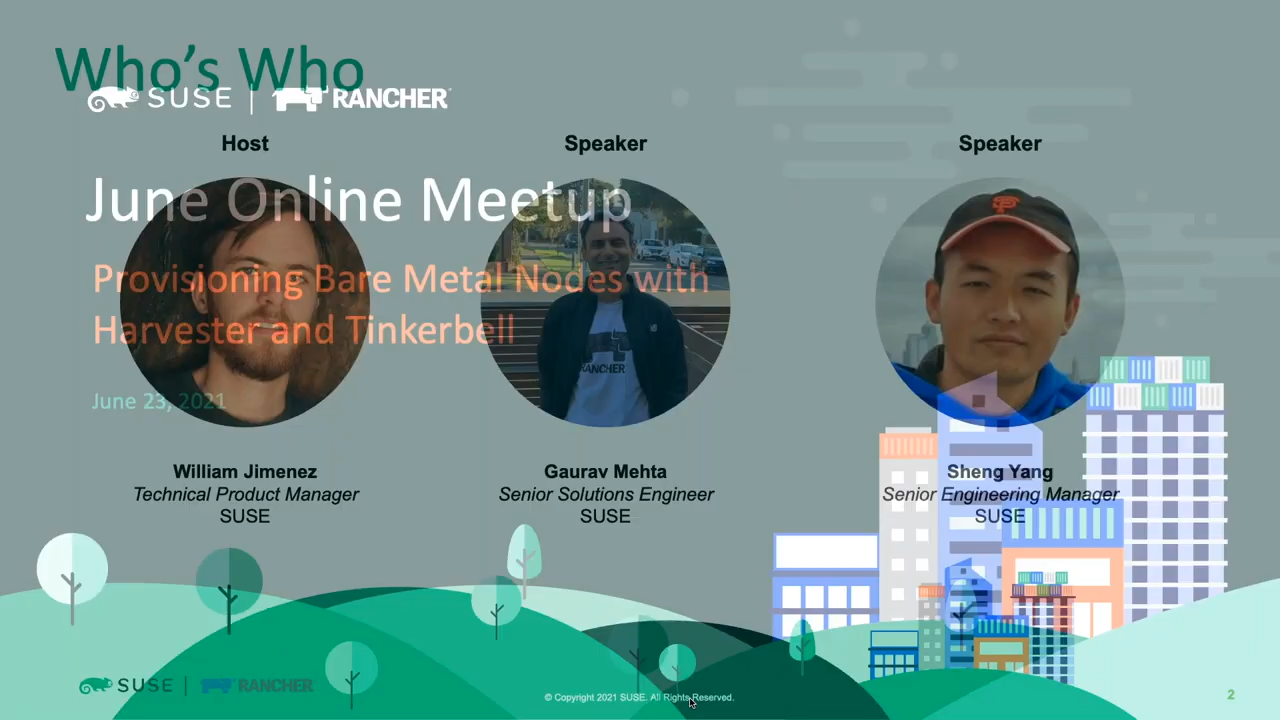 Who's Who
SUSE | RANCHER
Host
Speaker
Speaker
June Online Meetup
Provisioning Bare Metal Nodes with
Harvester and Tinkerbell
RANCHER
June 23, 2021
William Jimenez
Technical Product Manager
SUSE
Gaurav Mehta
Senior Solutions Engineer
SUSE
Sheng Yang
Senior Engineering Manager
SUSE
SUSE | RANCHER
© Copyright 2021 SUSE. All Rights Reserved.
2